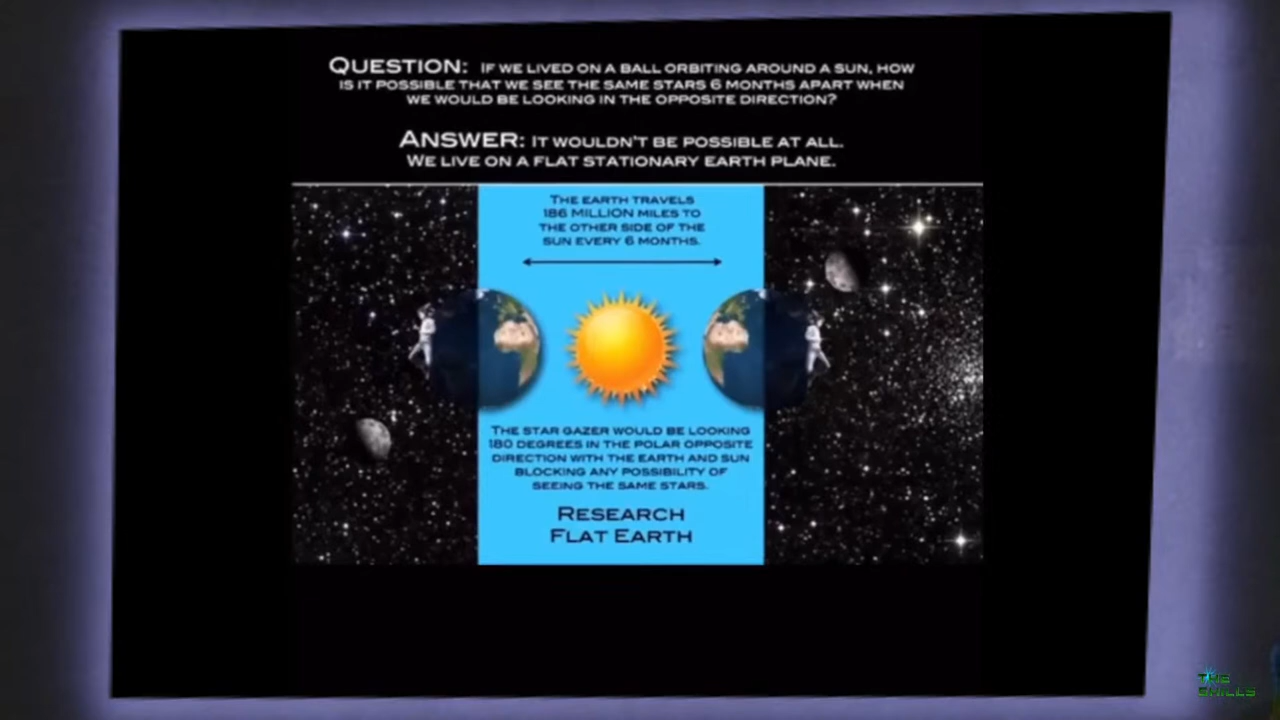 QUESTION: IF WE LIVED ON A BALL ORBITING AROUND A SUN, HOW
IS IT POSSIBLE THAT WE SEE THE SAME STARS 6 MONTHS APART WHEN
WE WOULD BE LOOKING IN THE OPPOSITE DIRECTION?
ANSWER: IT WOULDN'T BE POSSIBLE AT ALL.
WE LIVE ON A FLAT STATIONARY EARTH PLANE.
THE EARTH TRAVELS
186 MILLION MILES TO
THE OTHER SIDE OF THE
SUN EVERY 6 MONTHS.
THE STAR GAZER WOULD BE LOOKING
180 DEGREES IN THE POLAR OPPOSITE
DIRECTION WITH THE EARTH AND SUN
BLOCKING ANY POSSIBILITY OF
SEEING THE SAME STARS.
RESEARCH
FLAT EARTH
THE
CHILLS